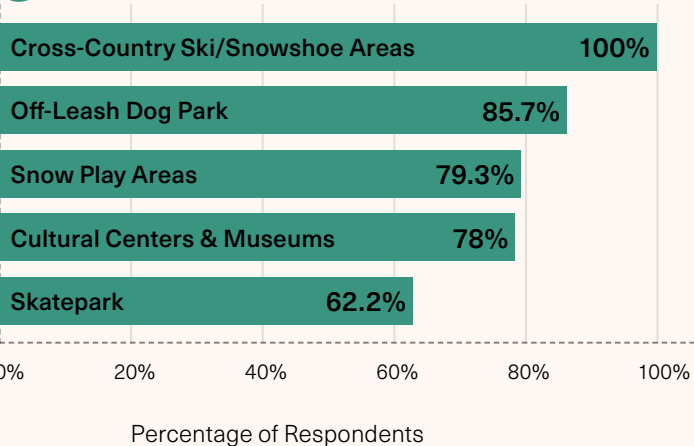 Cross-Country Ski/Snowshoe Areas 100%
Off-Leash Dog Park 85.7%
Snow Play Areas 79.3%
Cultural Centers & Museums 78%
Skatepark 62.2%
0% 20% 40% 60% 80% 100%
Percentage of Respondents